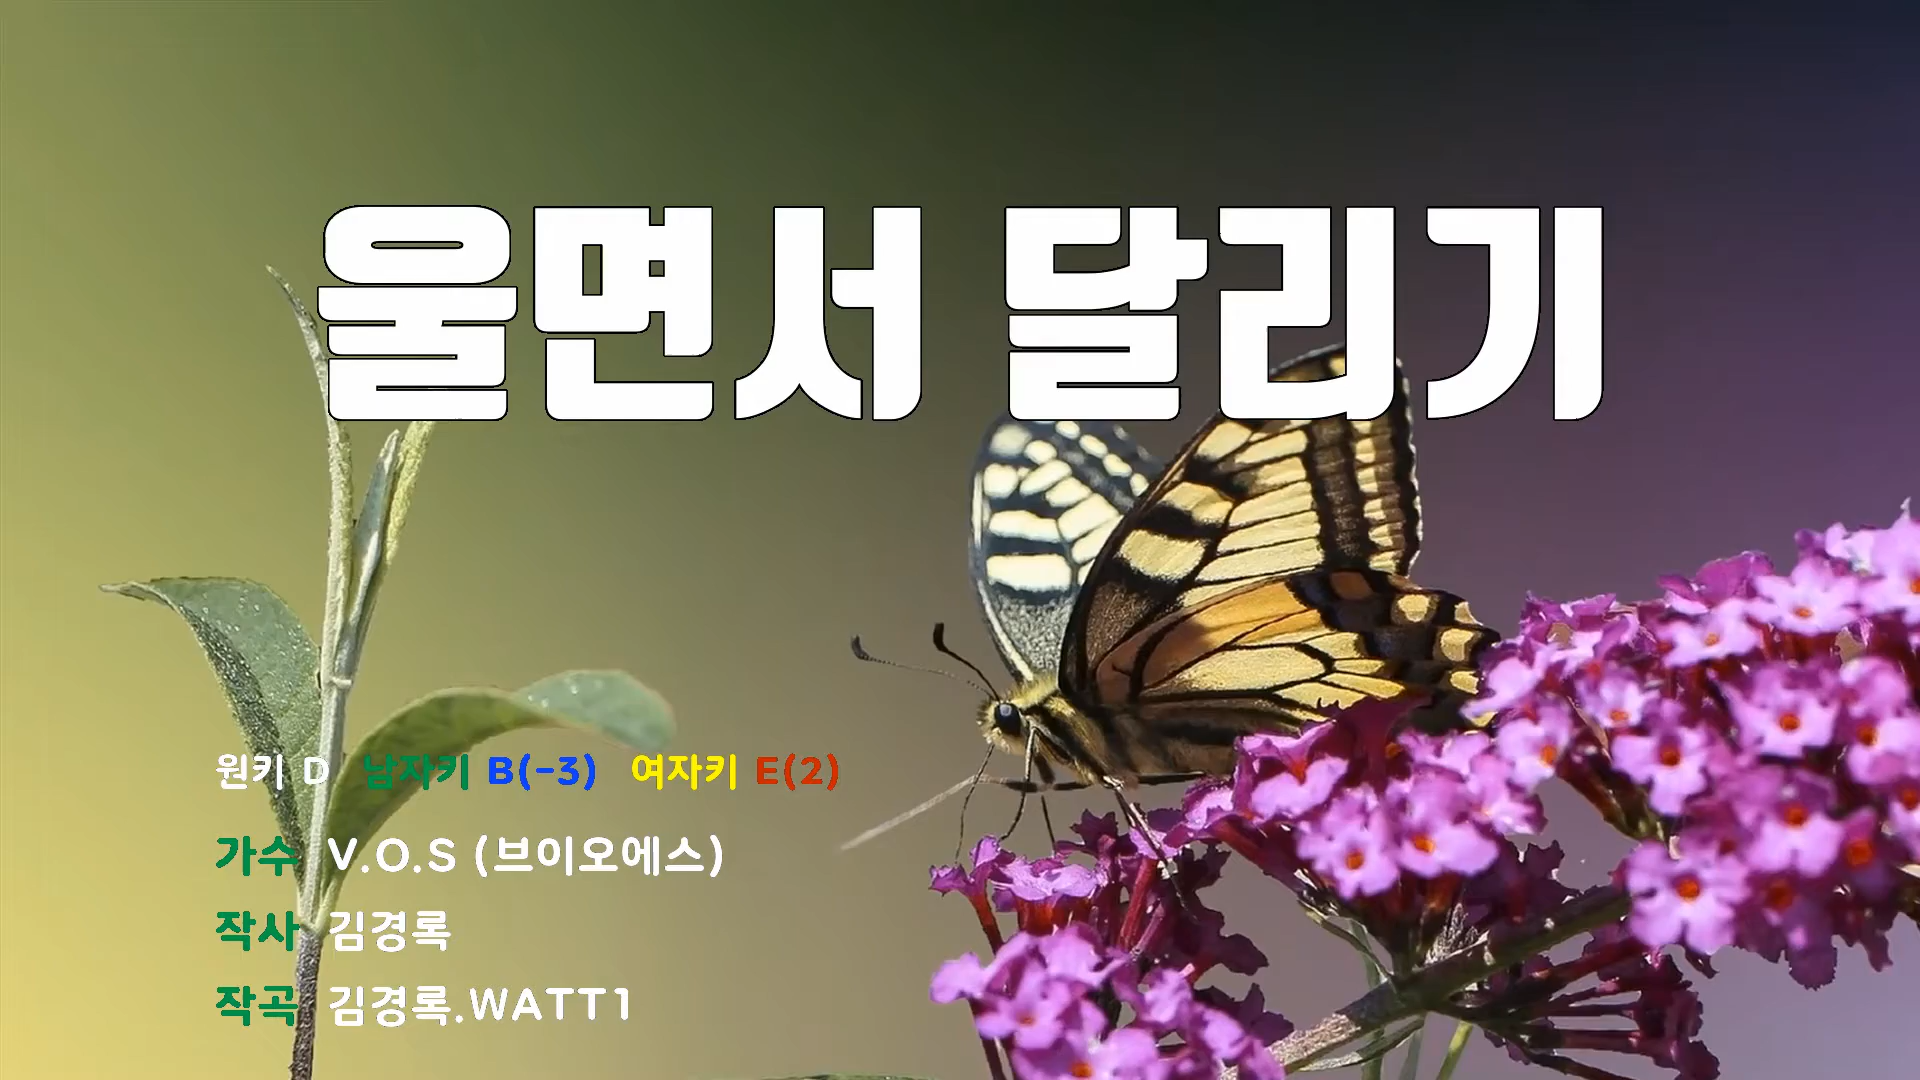 울면서 달리기
원키 D 남자키 B(-3) 여자키 E(2)
가수 V.O.S (브이오에스)
작사 김경록
작곡 김경록.WATT1